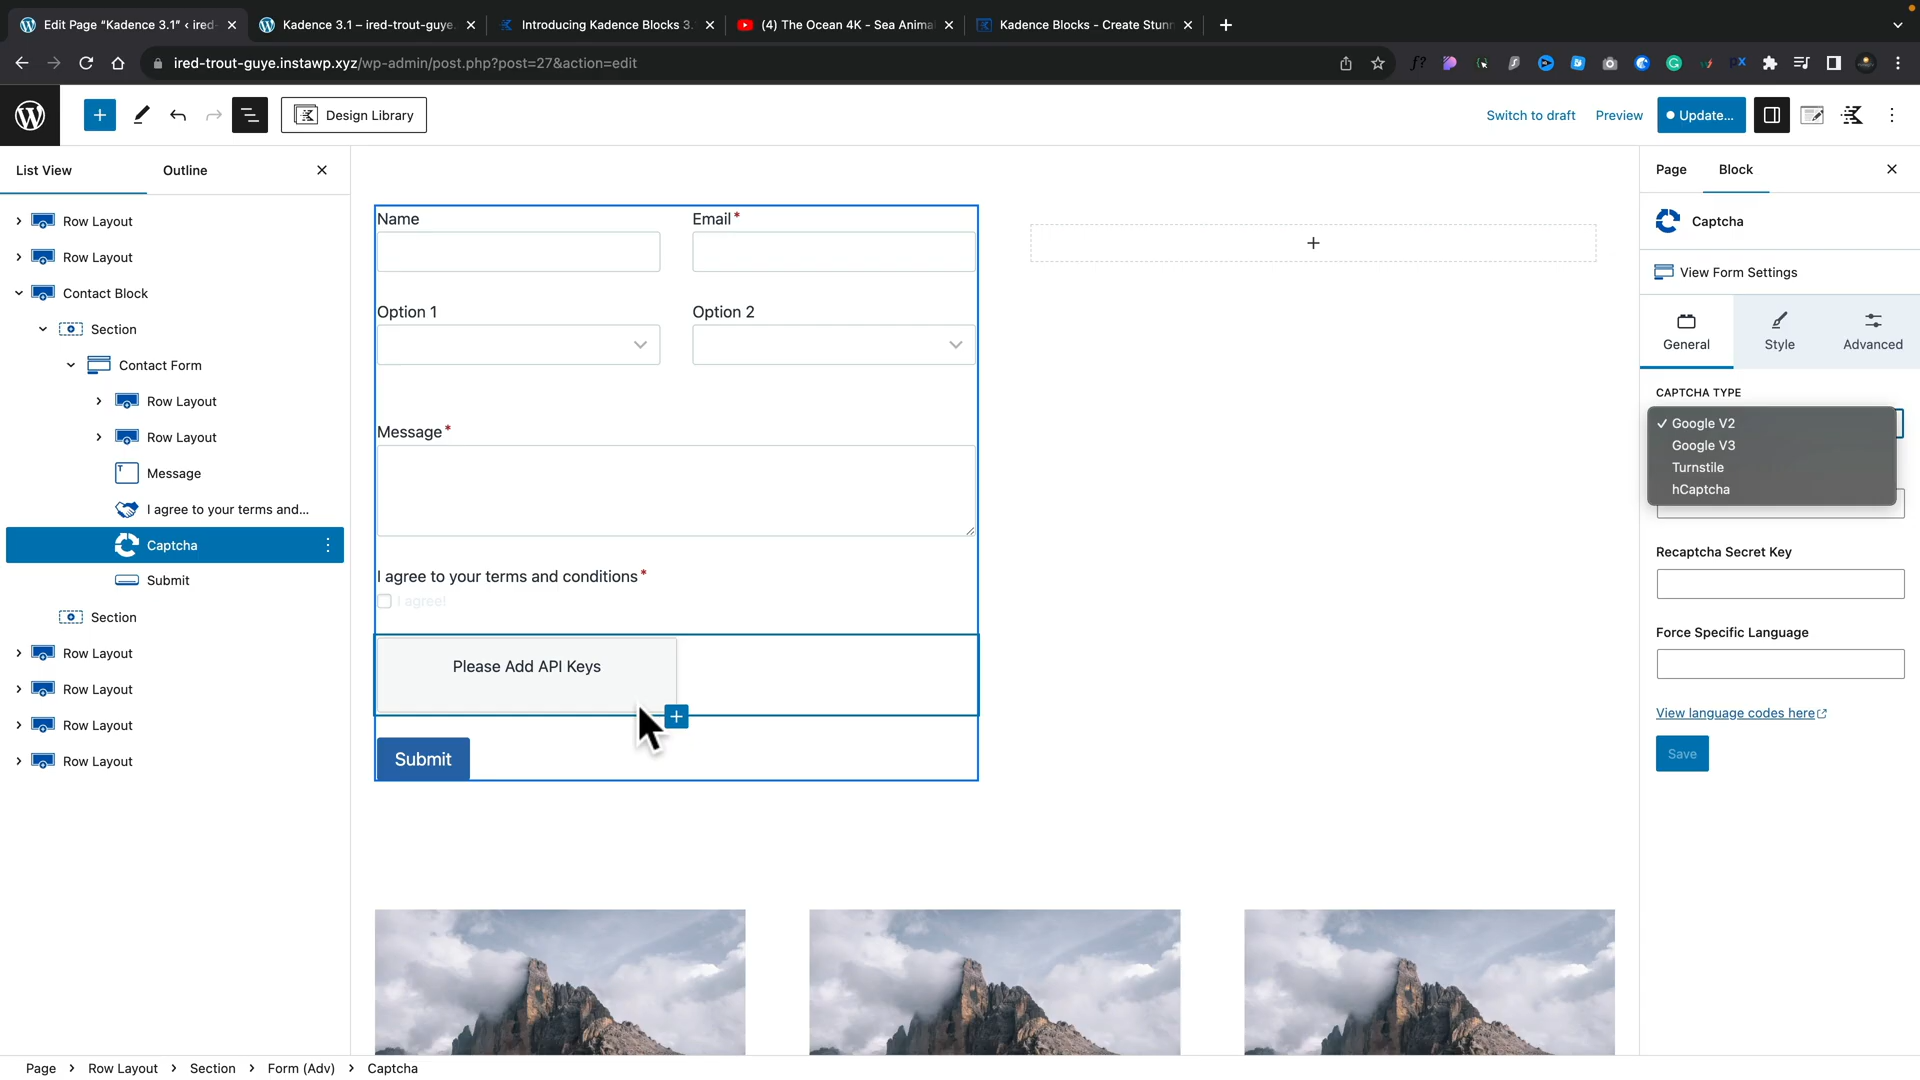 Edit Page “Kadence 3.1” ‹ ired-
Kadence 3.1 – ired-trout-guye.
Introducing Kadence Blocks 3.
(4) The Ocean 4K - Sea Animal
Kadence Blocks - Create Stunn
ired-trout-guye.instawp.xyz/wp-admin/post.php?post=27&action=edit
Design Library
Switch to draft
Preview
Update...
List View
Outline
Row Layout
Row Layout
Contact Block
Section
Contact Form
Row Layout
Row Layout
Message
I agree to your terms and...
Captcha
Submit
Section
Row Layout
Row Layout
Row Layout
Row Layout
Name
Email*
Option 1
Option 2
Message*
I agree to your terms and conditions*
I agree!
Please Add API Keys
Submit
Page
Block
Captcha
View Form Settings
General
Style
Advanced
CAPTCHA TYPE
✓ Google V2
Google V3
Turnstile
hCaptcha
Recaptcha Secret Key
Force Specific Language
View language codes here
Save
Page > Row Layout > Section > Form (Adv) > Captcha